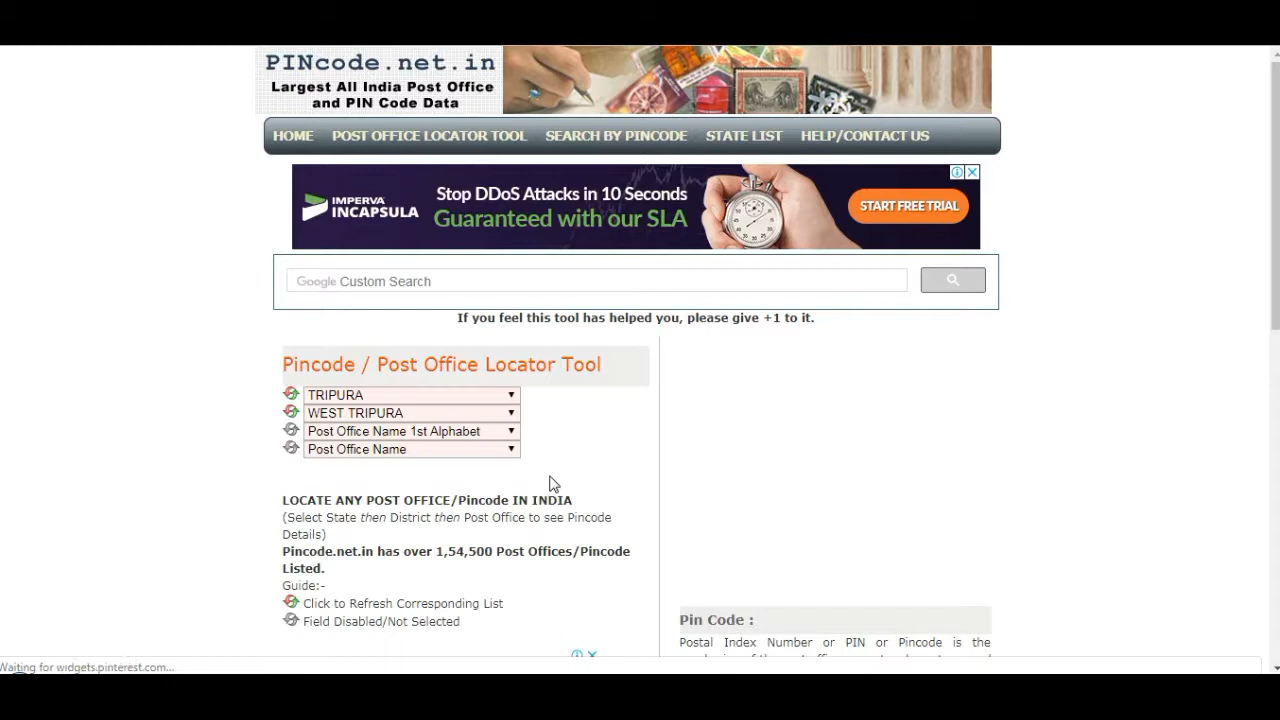 PINcode.net.in
Largest All India Post Office
and PIN Code Data
HOME POST OFFICE LOCATOR TOOL SEARCH BY PINCODE STATE LIST HELP/CONTACT US
IMPERVA
INCAPSULA
Stop DDoS Attacks in 10 Seconds
Guaranteed with our SLA
START FREE TRIAL
Google Custom Search
If you feel this tool has helped you, please give +1 to it.
Pincode / Post Office Locator Tool
TRIPURA
WEST TRIPURA
Post Office Name 1st Alphabet
Post Office Name
LOCATE ANY POST OFFICE/Pincode IN INDIA
(Select State then District then Post Office to see Pincode
Details)
Pincode.net.in has over 1,54,500 Post Offices/Pincode
Listed.
Guide:-
Click to Refresh Corresponding List
Field Disabled/Not Selected
Pin Code :
Postal Index Number or PIN or Pincode is the
Waiting for widgets.pinterest.com...